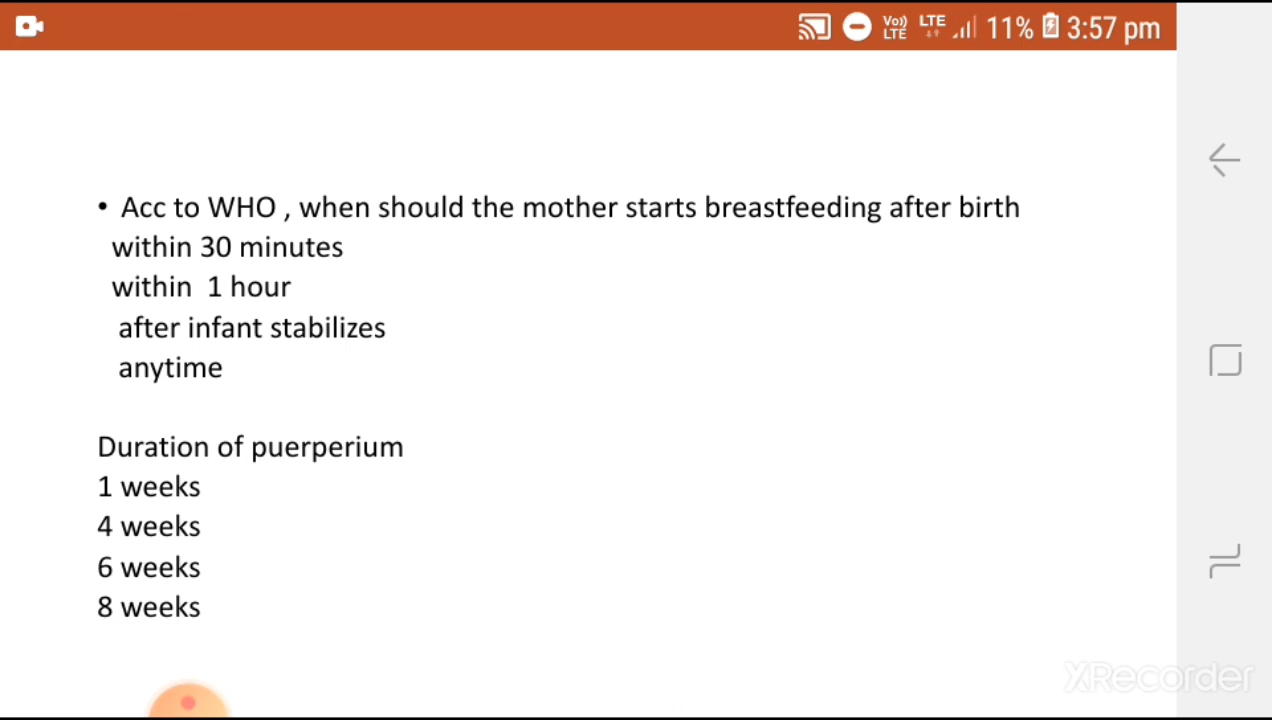 Vo)) LTE LTE 11% 3:57 pm
• Acc to WHO , when should the mother starts breastfeeding after birth
within 30 minutes
within 1 hour
after infant stabilizes
anytime
Duration of puerperium
1 weeks
4 weeks
6 weeks
8 weeks
XRecorder